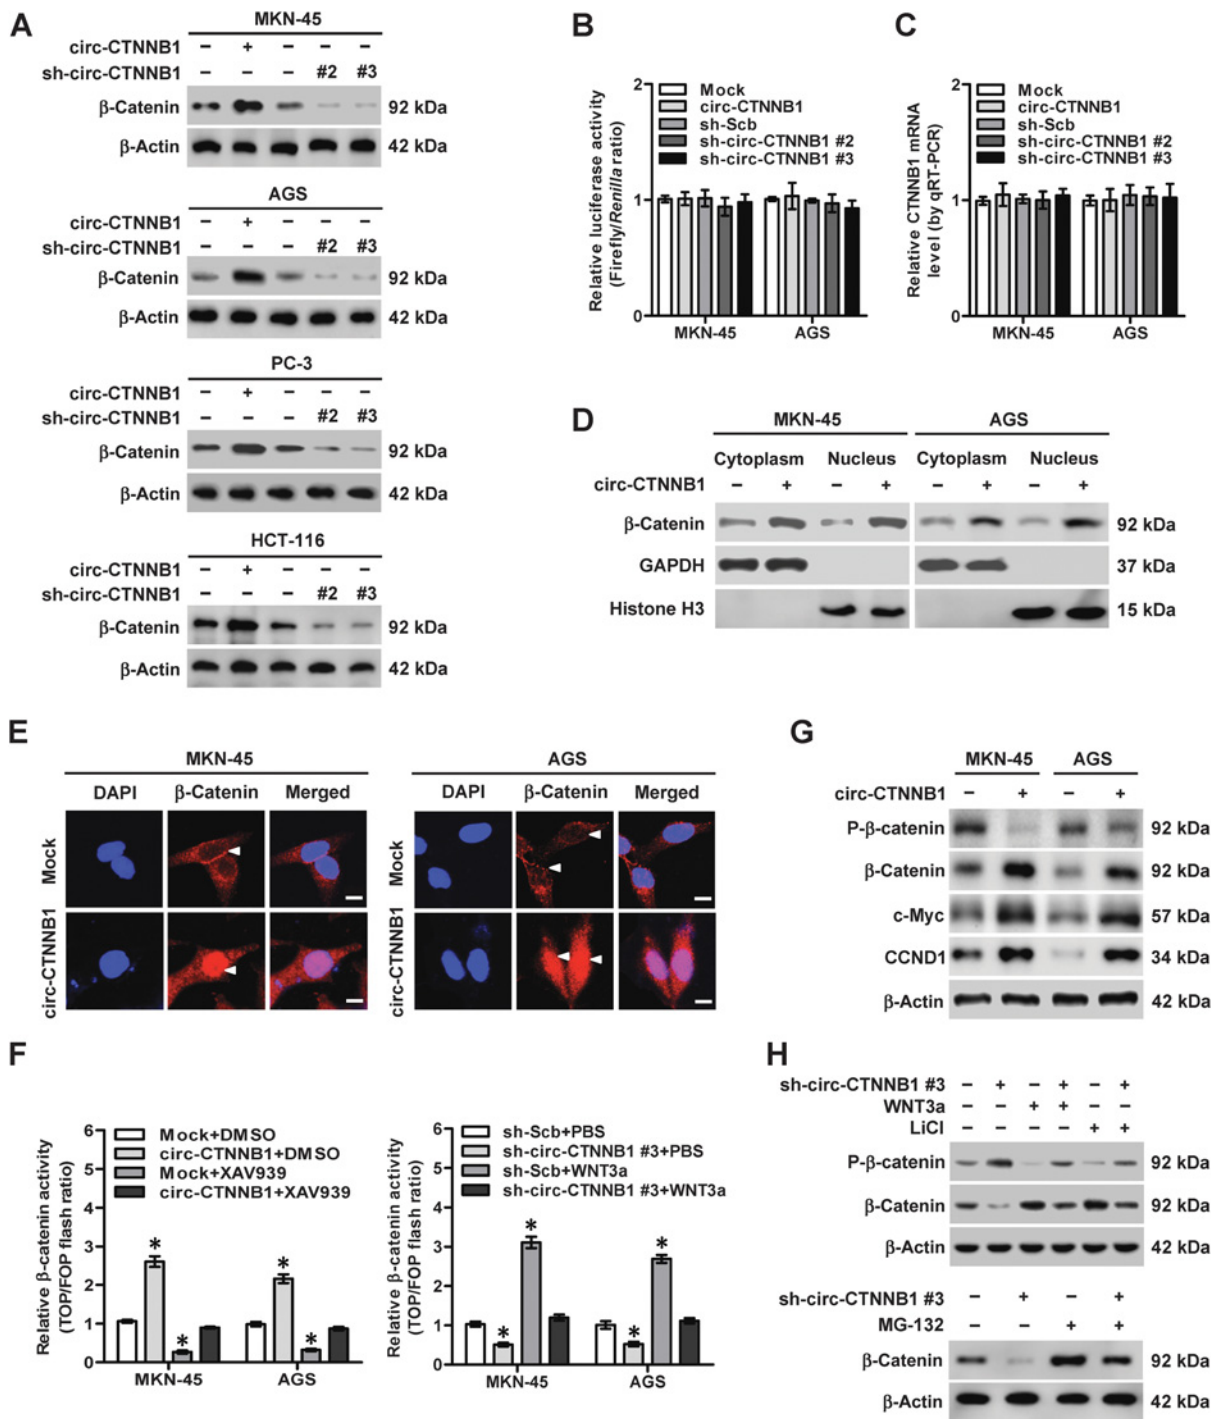 A
MKN-45
circ-CTNNB1 − + − − −
sh-circ-CTNNB1 − − − #2 #3
β-Catenin 92 kDa
β-Actin 42 kDa
AGS
circ-CTNNB1 − + − − −
sh-circ-CTNNB1 − − − #2 #3
β-Catenin 92 kDa
β-Actin 42 kDa
PC-3
circ-CTNNB1 − + − − −
sh-circ-CTNNB1 − − − #2 #3
β-Catenin 92 kDa
β-Actin 42 kDa
HCT-116
circ-CTNNB1 − + − − −
sh-circ-CTNNB1 − − − #2 #3
β-Catenin 92 kDa
β-Actin 42 kDa
B
Relative luciferase activity
(Firefly/Renilla ratio)
2
1
0
Mock
circ-CTNNB1
sh-Scb
sh-circ-CTNNB1 #2
sh-circ-CTNNB1 #3
MKN-45 AGS
C
Relative CTNNB1 mRNA
level (by qRT-PCR)
2
1
0
Mock
circ-CTNNB1
sh-Scb
sh-circ-CTNNB1 #2
sh-circ-CTNNB1 #3
MKN-45 AGS
D
MKN-45 AGS
Cytoplasm Nucleus Cytoplasm Nucleus
circ-CTNNB1 − + − + − + − +
β-Catenin 92 kDa
GAPDH 37 kDa
Histone H3 15 kDa
E
MKN-45 AGS
DAPI β-Catenin Merged DAPI β-Catenin Merged
Mock Mock
circ-CTNNB1 circ-CTNNB1
F
Relative β-catenin activity
(TOP/FOP flash ratio)
6
5
4
3
2
1
0
Mock+DMSO
circ-CTNNB1+DMSO
Mock+XAV939
circ-CTNNB1+XAV939
* * * *
MKN-45 AGS
Relative β-catenin activity
(TOP/FOP flash ratio)
6
5
4
3
2
1
0
sh-Scb+PBS
sh-circ-CTNNB1 #3+PBS
sh-Scb+WNT3a
sh-circ-CTNNB1 #3+WNT3a
* * * *
MKN-45 AGS
G
MKN-45 AGS
circ-CTNNB1 − + − +
P-β-catenin 92 kDa
β-Catenin 92 kDa
c-Myc 57 kDa
CCND1 34 kDa
β-Actin 42 kDa
H
sh-circ-CTNNB1 #3 − + − + − +
WNT3a − − + + − −
LiCl − − − − + +
P-β-catenin 92 kDa
β-Catenin 92 kDa
β-Actin 42 kDa
sh-circ-CTNNB1 #3 − + − +
MG-132 − − + +
β-Catenin 92 kDa
β-Actin 42 kDa